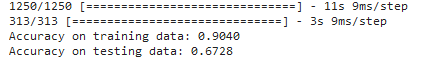 1250/1250 [==============================] - 11s 9ms/step
313/313 [==============================] - 3s 9ms/step
Accuracy on training data: 0.9040
Accuracy on testing data: 0.6728